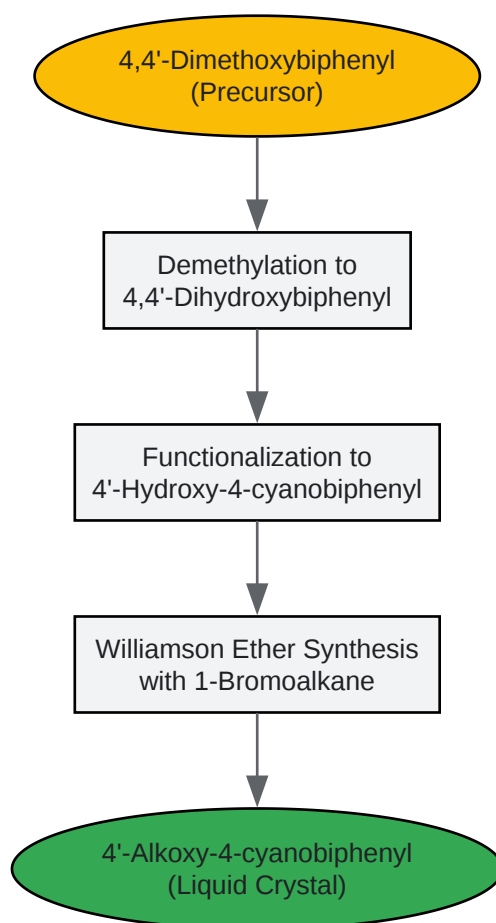 4,4'-Dimethoxybiphenyl
(Precursor)
Demethylation to
4,4'-Dihydroxybiphenyl
Functionalization to
4'-Hydroxy-4-cyanobiphenyl
Williamson Ether Synthesis
with 1-Bromoalkane
4'-Alkoxy-4-cyanobiphenyl
(Liquid Crystal)